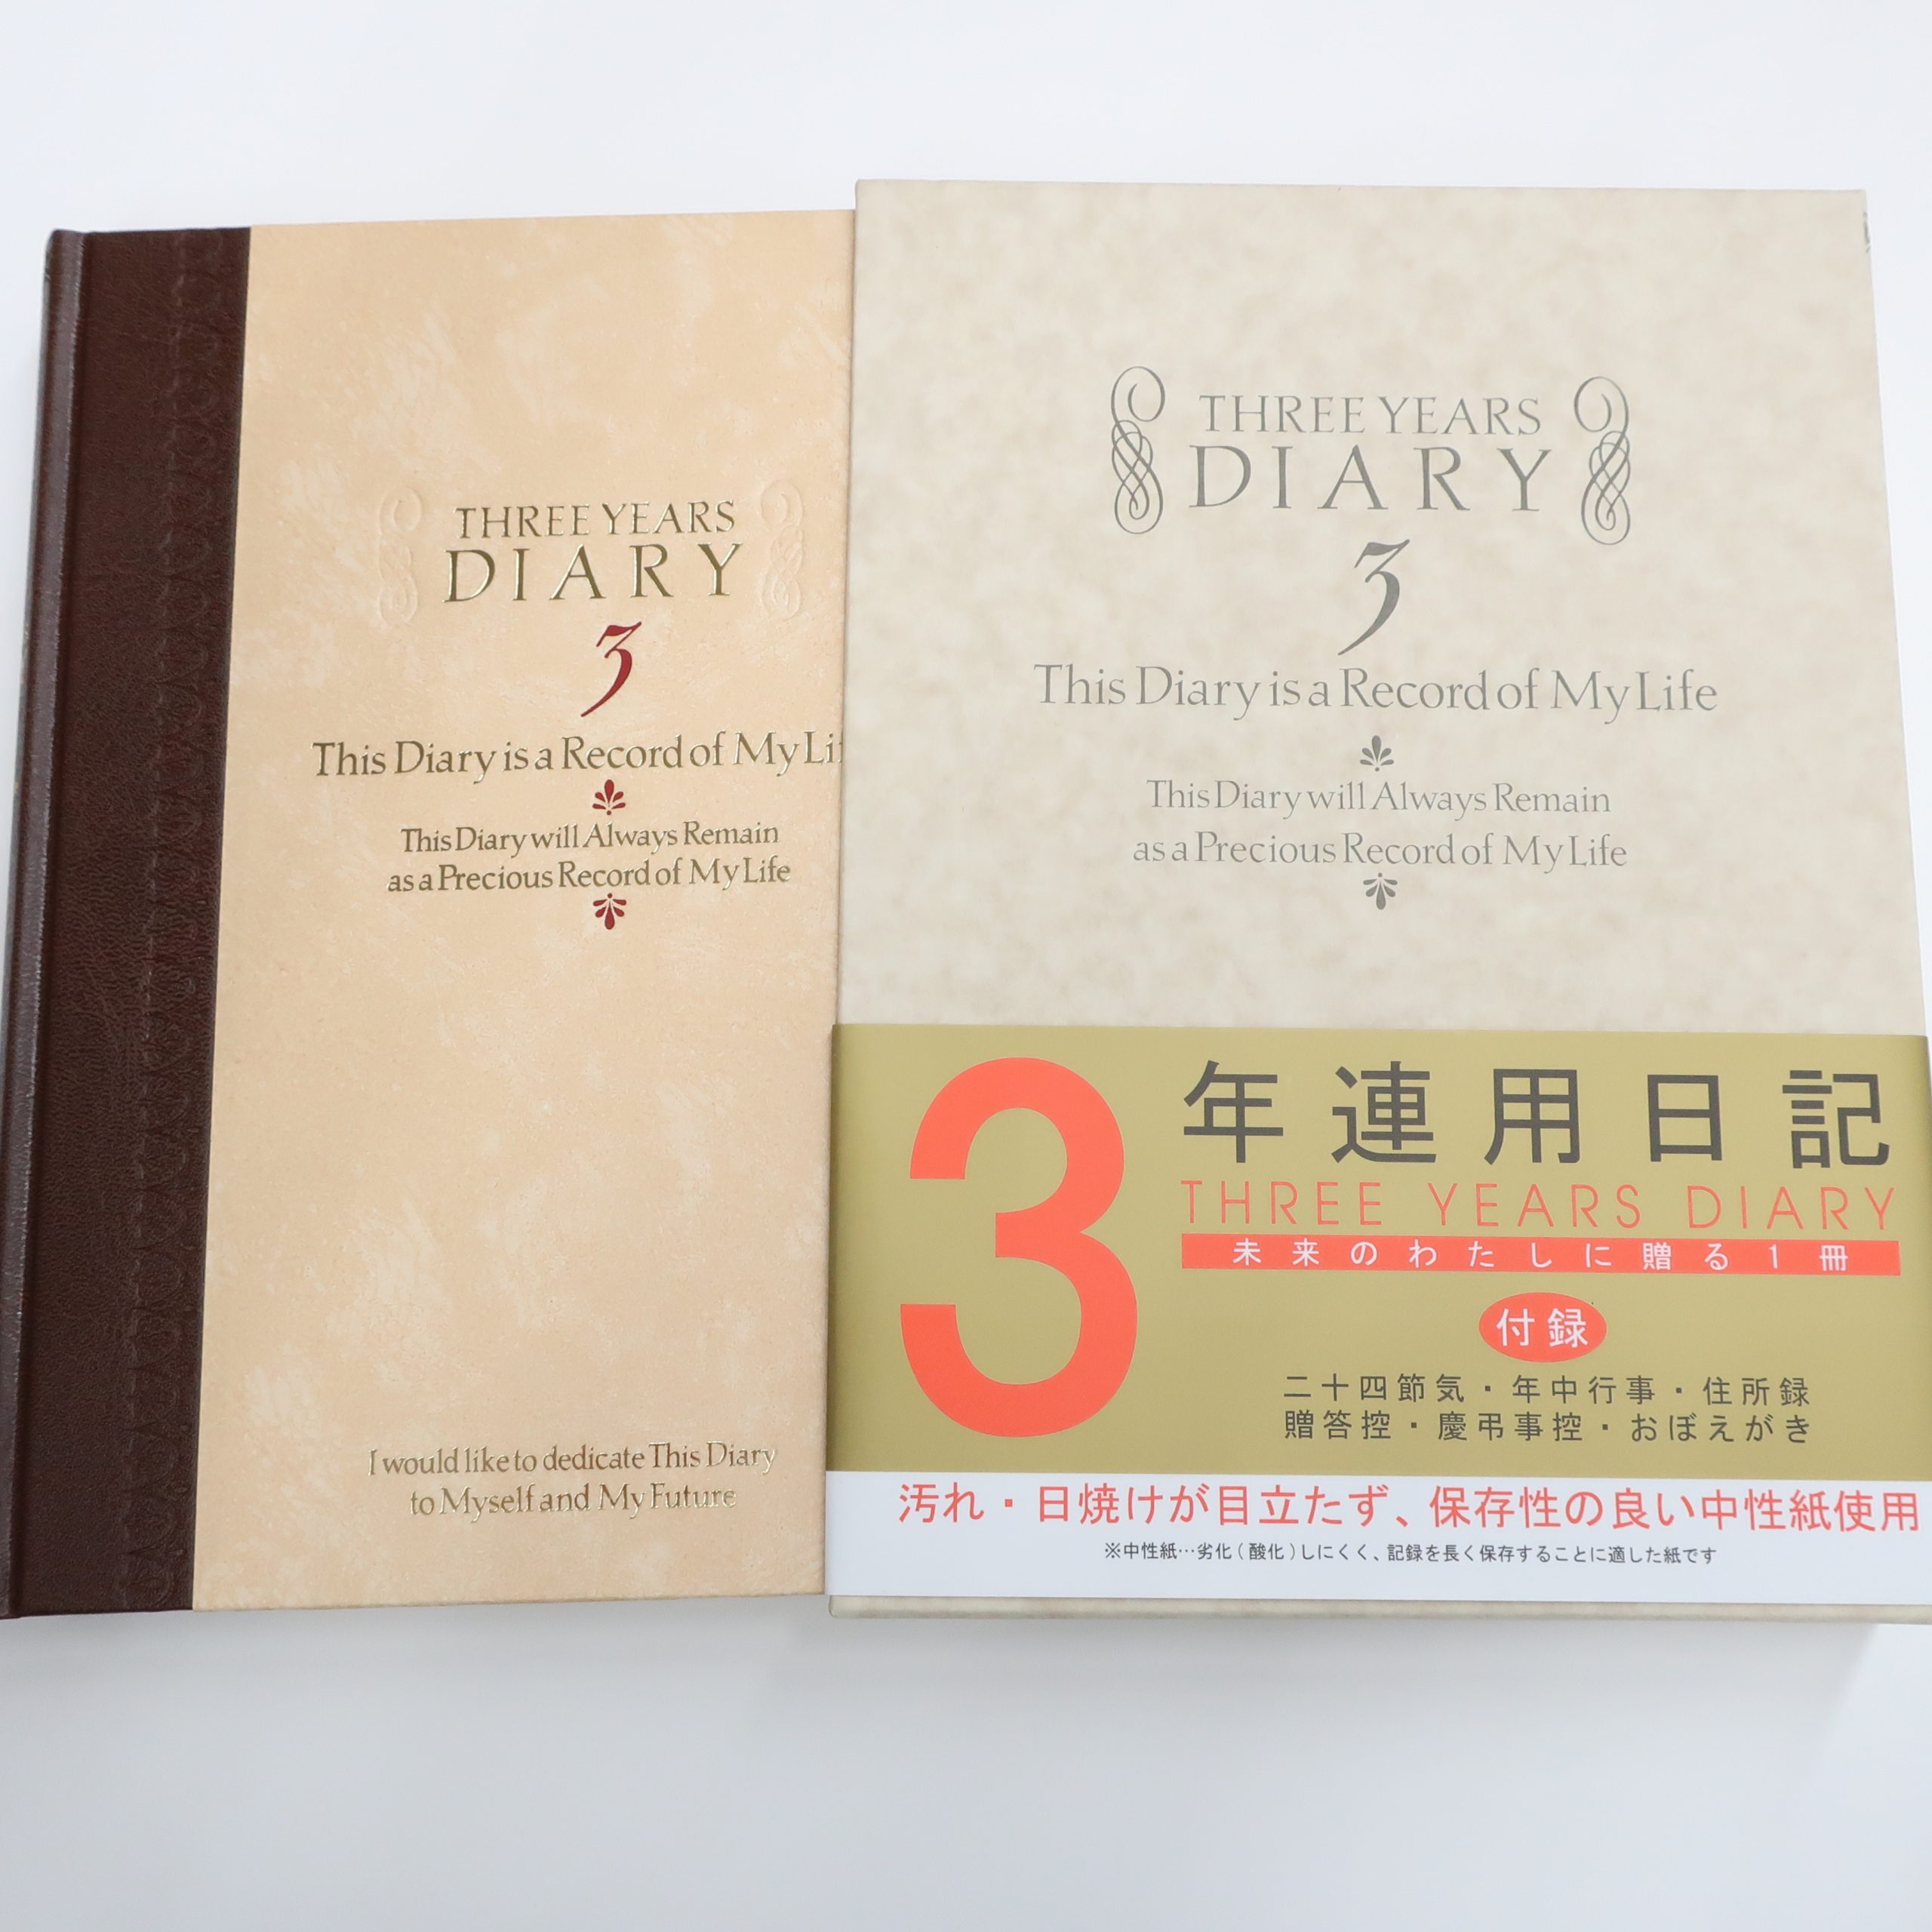 THREE YEARS
DIARY
3
This Diary is a Record of My Li
This Diary will Always Remain
as a Precious Record of My Life
I would like to dedicate This Diary
to Myself and My Future
THREE YEARS
DIARY
3
This Diary is a Record of My Life
This Diary will Always Remain
as a Precious Record of My Life
3年連用日記
THREE YEARS DIARY
未来のわたしに贈る1冊
付録
二十四節気・年中行事・住所録
贈答控・慶弔事控・おぼえがき
汚れ・日焼けが目立たず、保存性の良い中性紙使用
※中性紙…劣化(酸化)しにくく、記録を長く保存することに適した紙です